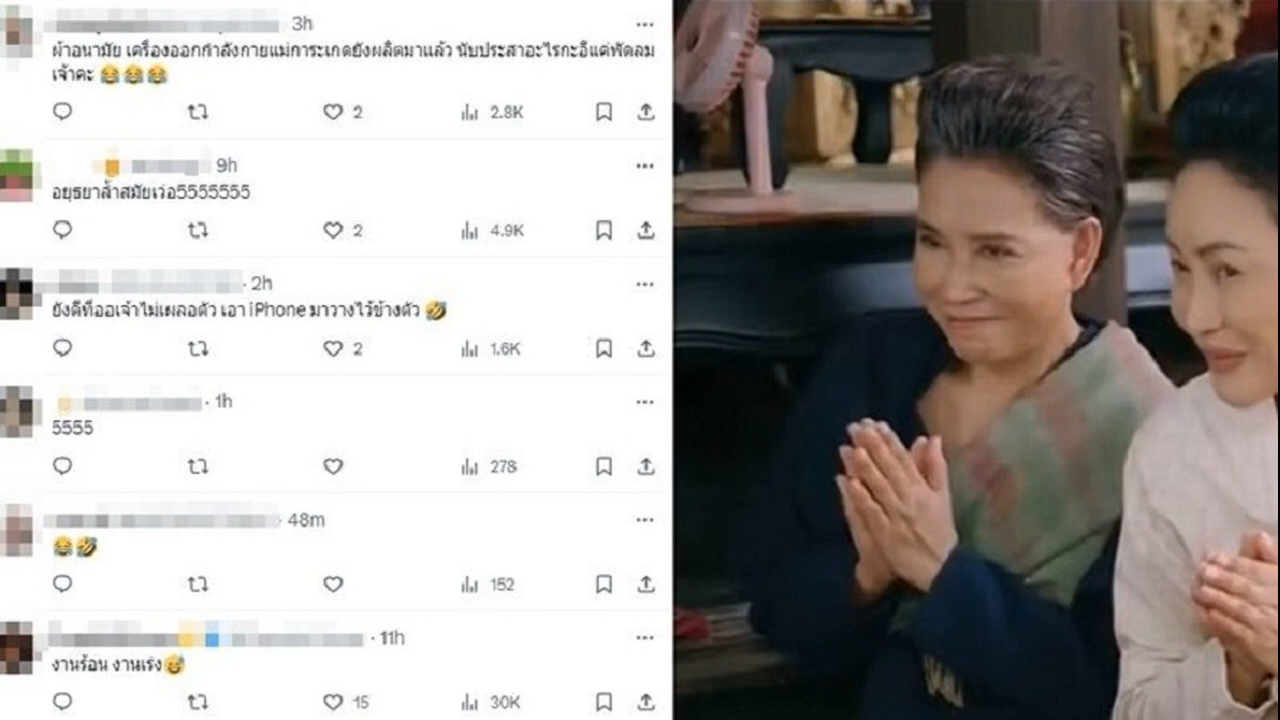 3h
ผ้าอนามัย เครื่องออกกำลังกายแม่การะเกดยังผลิตมาแล้ว นับประสาอะไรกะอีแค่พัดลม
เจ้าคะ 😂😂😂
2 2.8K
9h
อยุธยาล้ำสมัยเว่อ5555555
2 4.9K
2h
ยังดีที่ออเจ้าไม่เผลอตัว เอา iPhone มาวางไว้ข้างตัว 🤣
2 1.6K
1h
5555
278
48m
😂🤣
152
11h
งานร้อน งานเร่ง😅
15 30K